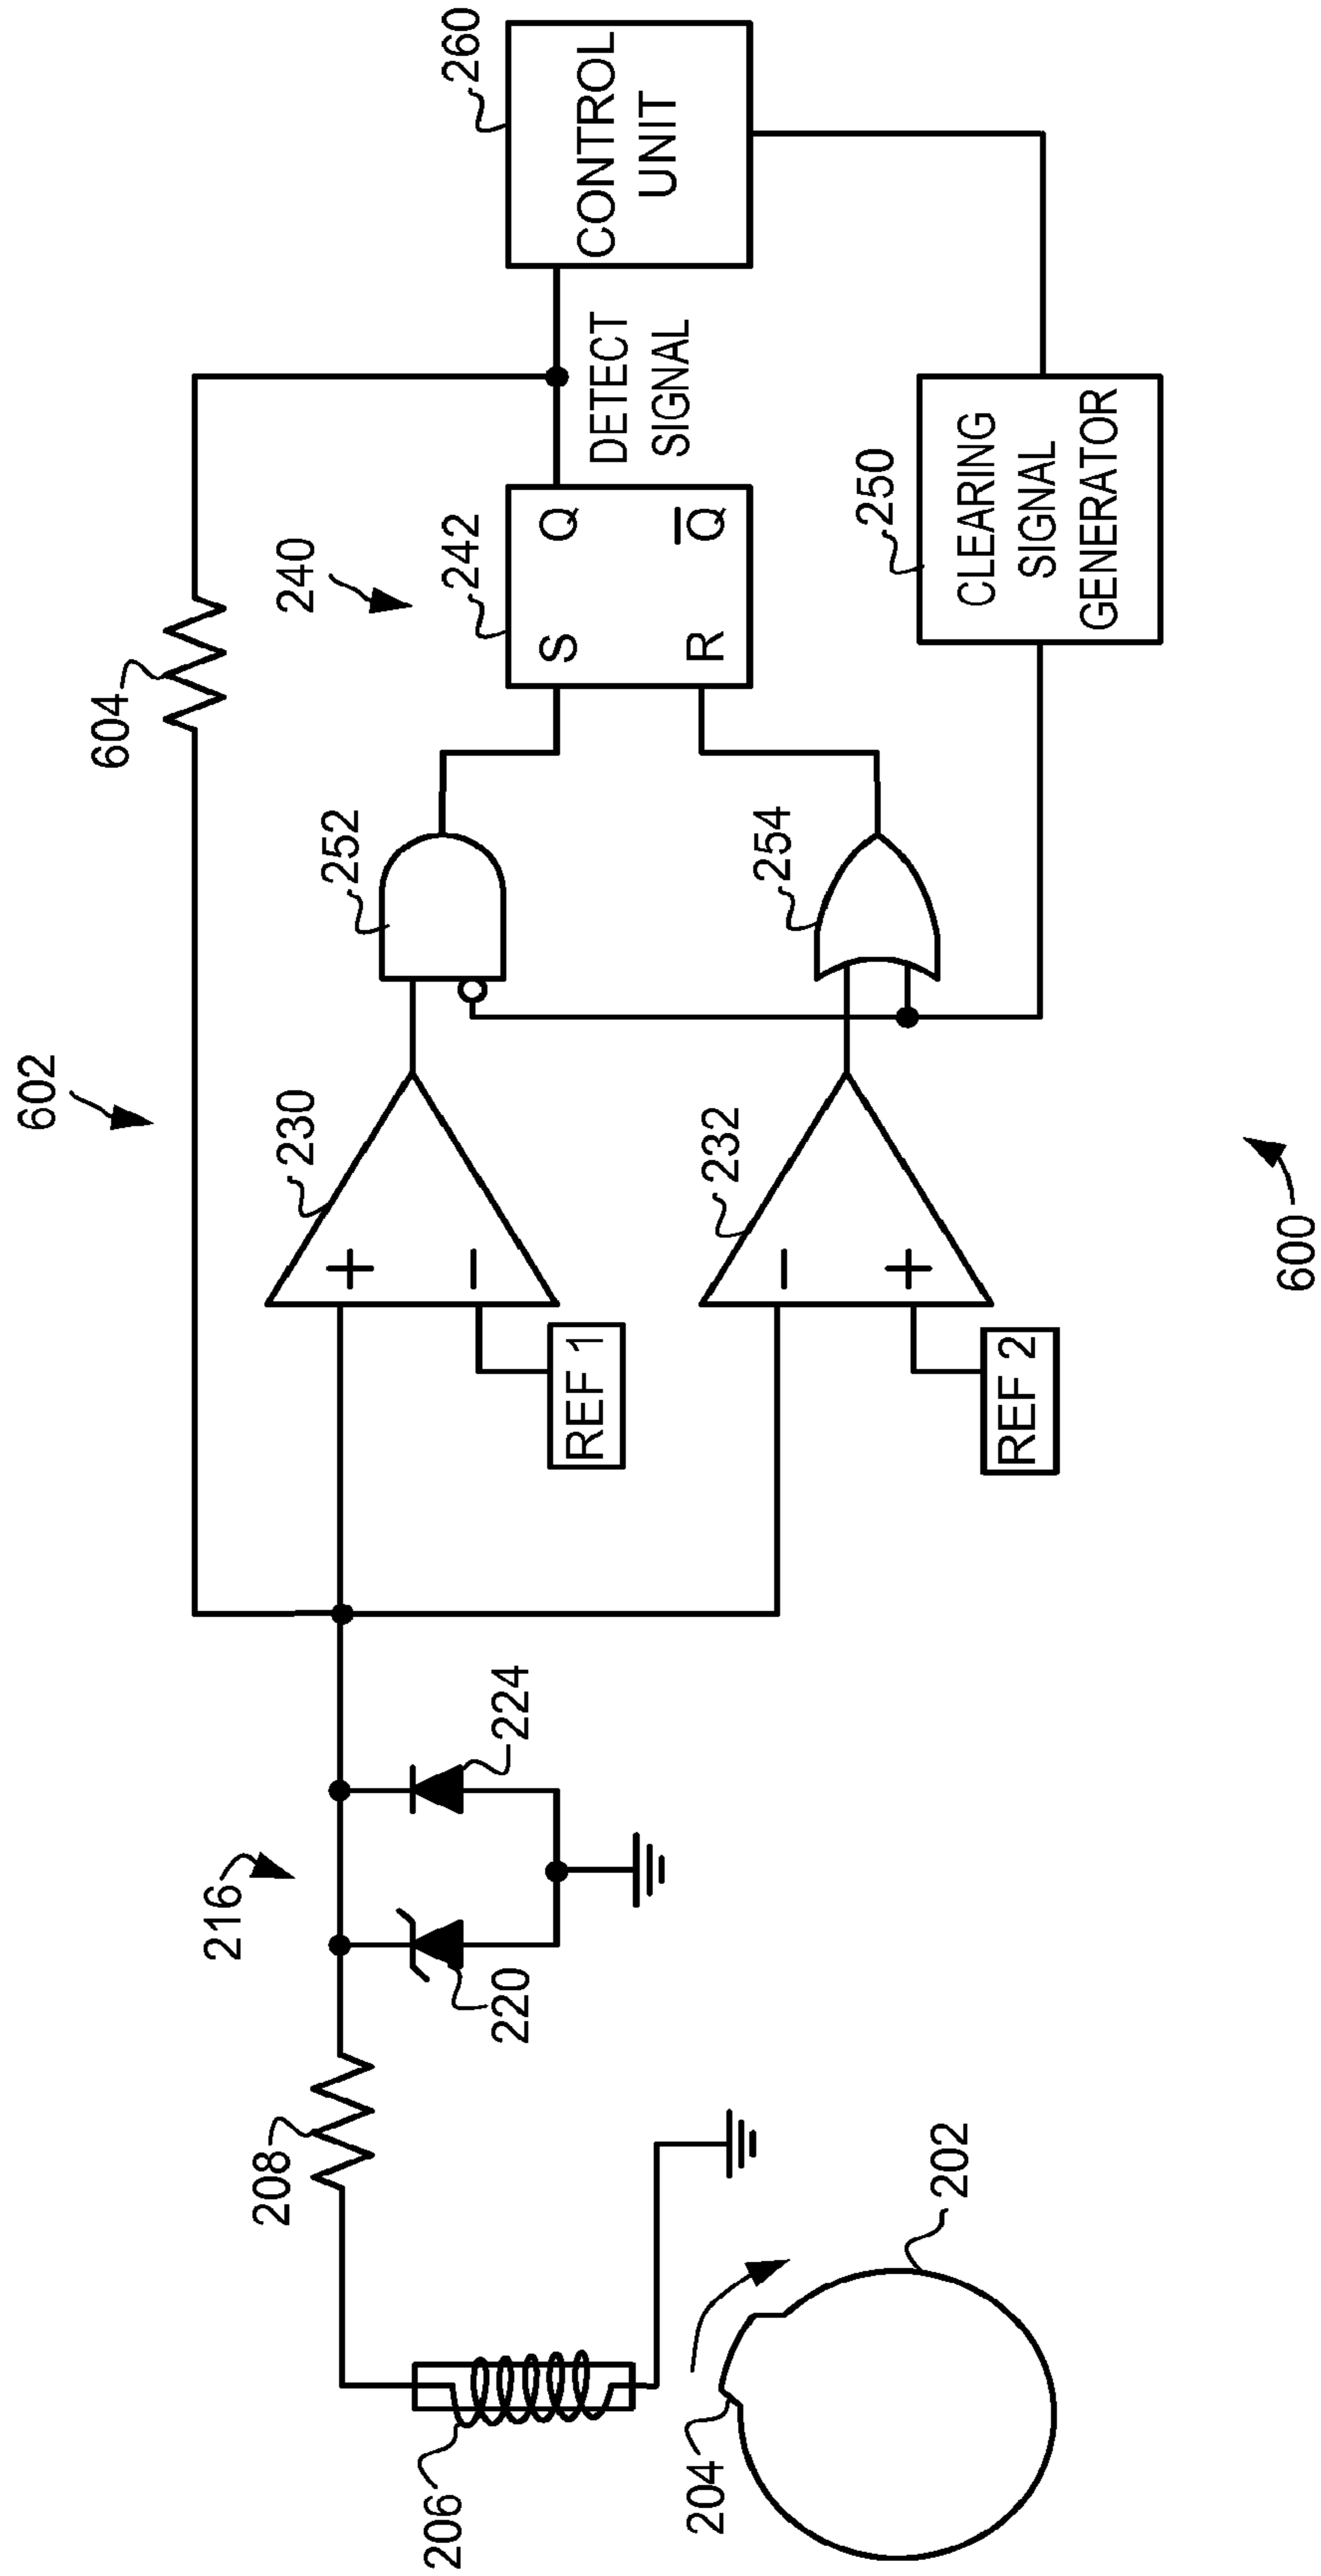 602
604
240
216
208
230
252
242
260
S
Q
R
Q̅
DETECT
SIGNAL
CONTROL
UNIT
+
−
REF 1
220
224
206
232
254
250
−
+
REF 2
CLEARING
SIGNAL
GENERATOR
204
202
600